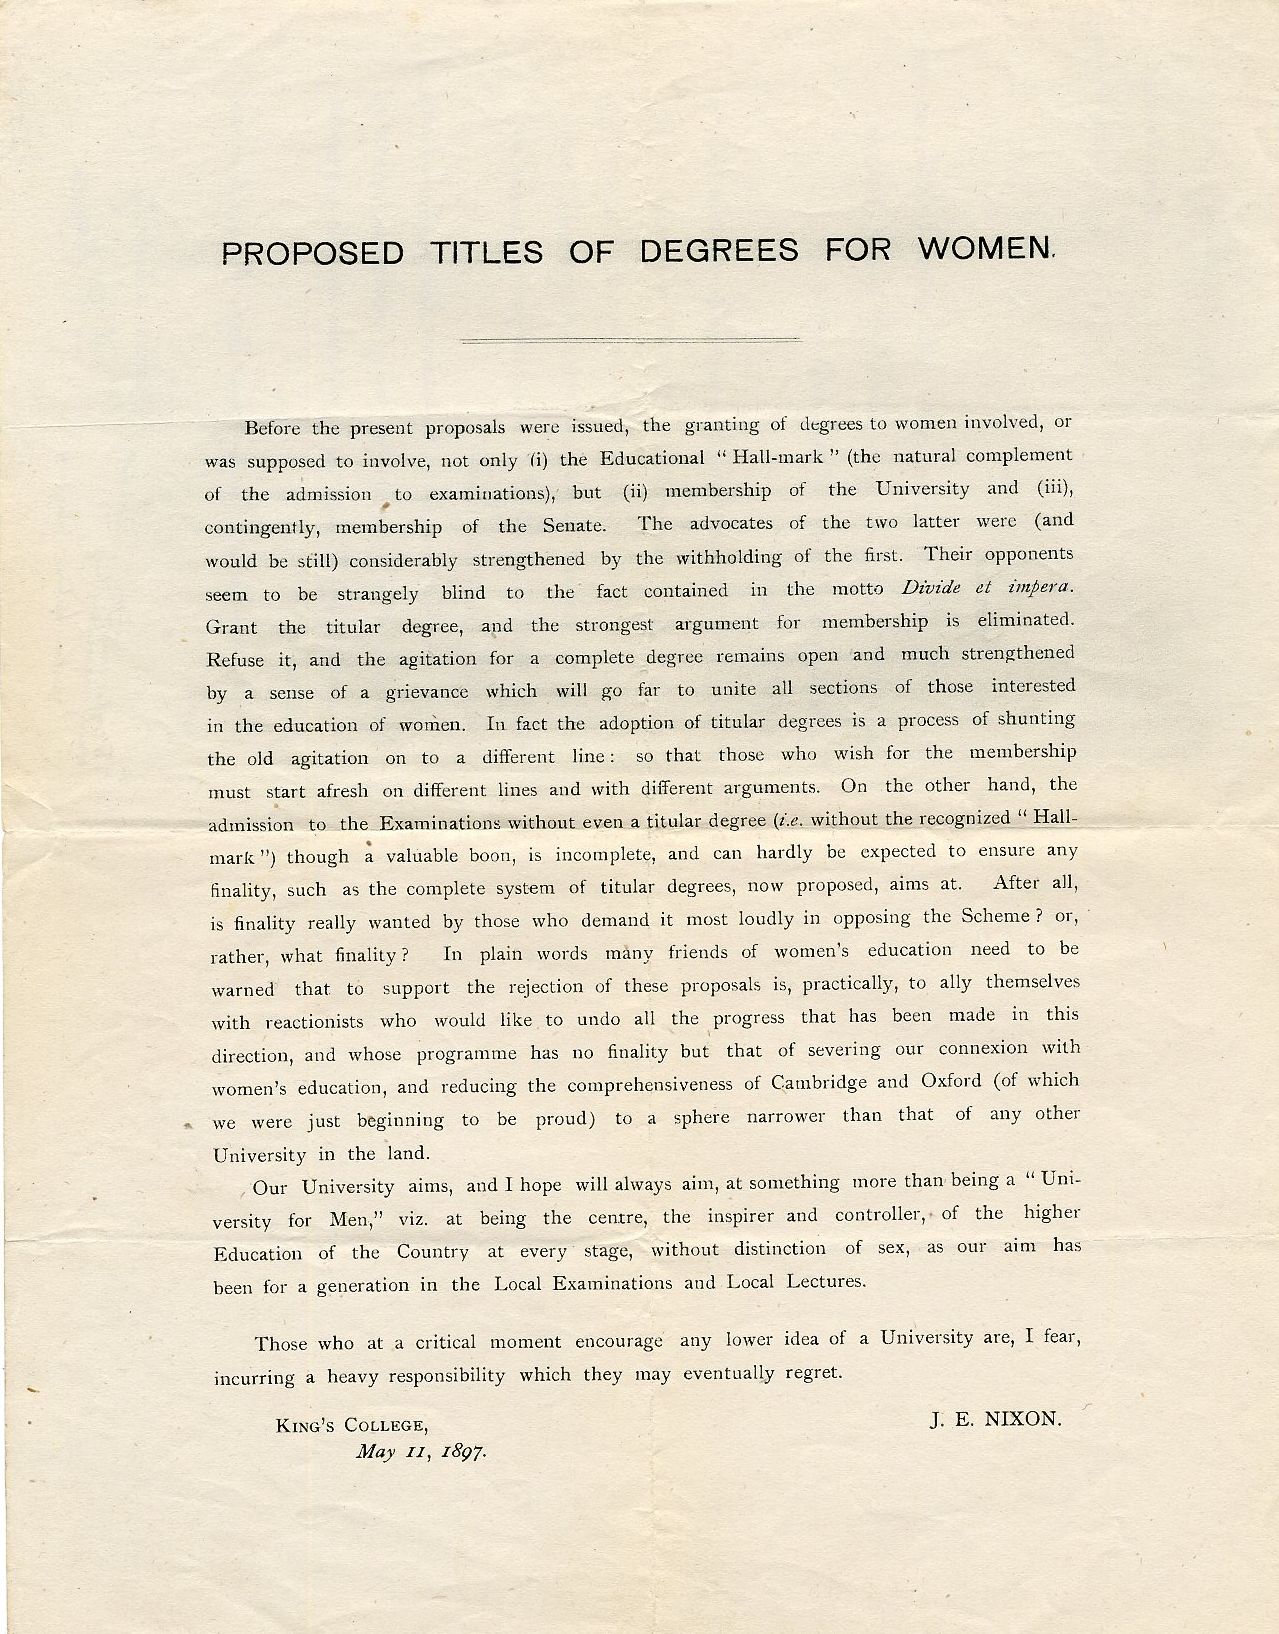 PROPOSED TITLES OF DEGREES FOR WOMEN.
Before the present proposals were issued, the granting of degrees to women involved, or
was supposed to involve, not only (i) the Educational “ Hall-mark ” (the natural complement
of the admission to examinations), but (ii) membership of the University and (iii),
contingently, membership of the Senate. The advocates of the two latter were (and
would be still) considerably strengthened by the withholding of the first. Their opponents
seem to be strangely blind to the fact contained in the motto Divide et impera.
Grant the titular degree, and the strongest argument for membership is eliminated.
Refuse it, and the agitation for a complete degree remains open and much strengthened
by a sense of a grievance which will go far to unite all sections of those interested
in the education of women. In fact the adoption of titular degrees is a process of shunting
the old agitation on to a different line : so that those who wish for the membership
must start afresh on different lines and with different arguments. On the other hand, the
admission to the Examinations without even a titular degree (i.e. without the recognized “ Hall-
mark ”) though a valuable boon, is incomplete, and can hardly be expected to ensure any
finality, such as the complete system of titular degrees, now proposed, aims at. After all,
is finality really wanted by those who demand it most loudly in opposing the Scheme ? or,
rather, what finality ? In plain words many friends of women’s education need to be
warned that to support the rejection of these proposals is, practically, to ally themselves
with reactionists who would like to undo all the progress that has been made in this
direction, and whose programme has no finality but that of severing our connexion with
women’s education, and reducing the comprehensiveness of Cambridge and Oxford (of which
we were just beginning to be proud) to a sphere narrower than that of any other
University in the land.
Our University aims, and I hope will always aim, at something more than being a “ Uni-
versity for Men,” viz. at being the centre, the inspirer and controller, of the higher
Education of the Country at every stage, without distinction of sex, as our aim has
been for a generation in the Local Examinations and Local Lectures.
Those who at a critical moment encourage any lower idea of a University are, I fear,
incurring a heavy responsibility which they may eventually regret.
J. E. NIXON.
KING’S COLLEGE,
May 11, 1897.